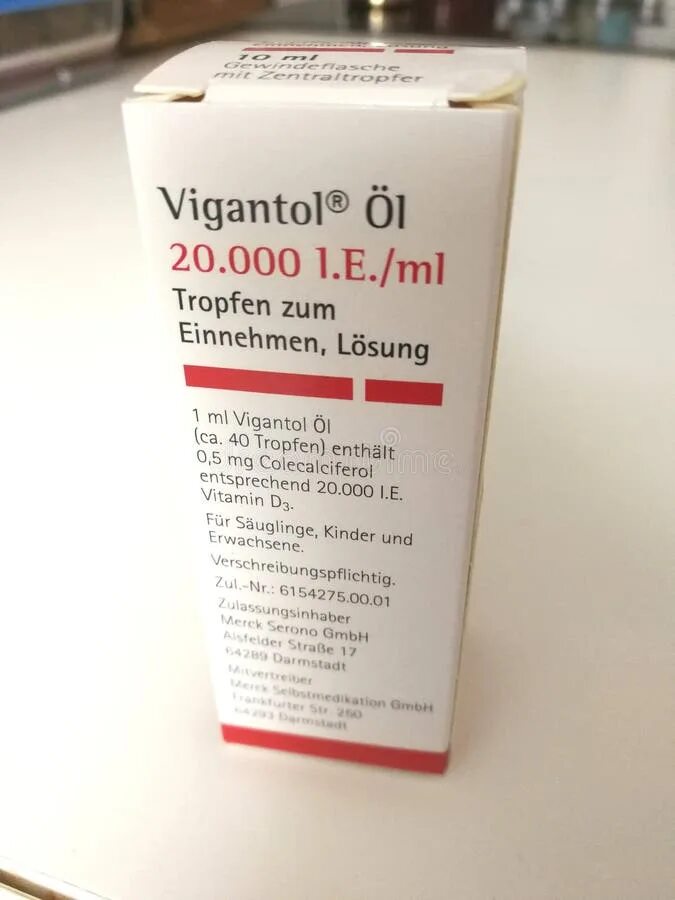 Einnehmen, Lösung
10 ml
Gewindeflasche
mit Zentraltropfer
Vigantol® Öl
20.000 I.E./ml
Tropfen zum
Einnehmen, Lösung
1 ml Vigantol Öl
(ca. 40 Tropfen) enthält
0,5 mg Colecalciferol
entsprechend 20.000 I.E.
Vitamin D₃.
Für Säuglinge, Kinder und
Erwachsene.
Verschreibungspflichtig.
Zul.-Nr.: 6154275.00.01
Zulassungsinhaber
Merck Serono GmbH
Alsfelder Straße 17
64289 Darmstadt
Mitvertreiber
Merck Selbstmedikation GmbH
Frankfurter Str. 250
64293 Darmstadt